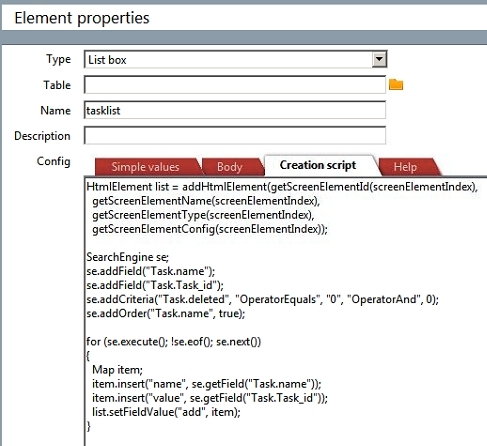 Element properties
Type List box
Table
Name tasklist
Description
Config Simple values Body Creation script Help
HtmlElement list = addHtmlElement(getScreenElementId(screenElementIndex),
getScreenElementName(screenElementIndex),
getScreenElementType(screenElementIndex),
getScreenElementConfig(screenElementIndex));
SearchEngine se;
se.addField("Task.name");
se.addField("Task.Task_id");
se.addCriteria("Task.deleted", "OperatorEquals", "0", "OperatorAnd", 0);
se.addOrder("Task.name", true);
for (se.execute(); !se.eof(); se.next())
{
Map item;
item.insert("name", se.getField("Task.name"));
item.insert("value", se.getField("Task.Task_id"));
list.setFieldValue("add", item);
}